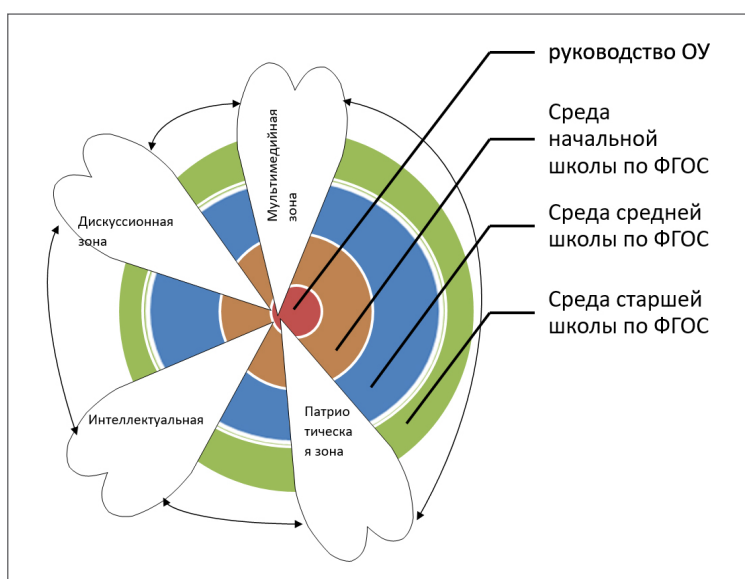 руководство ОУ
Среда
начальной
школы по ФГОС
Среда средней
школы по ФГОС
Среда старшей
школы по ФГОС
Мультимедийная
зона
Дискуссионная
зона
Интеллектуальная
Патрио
тическа
я зона